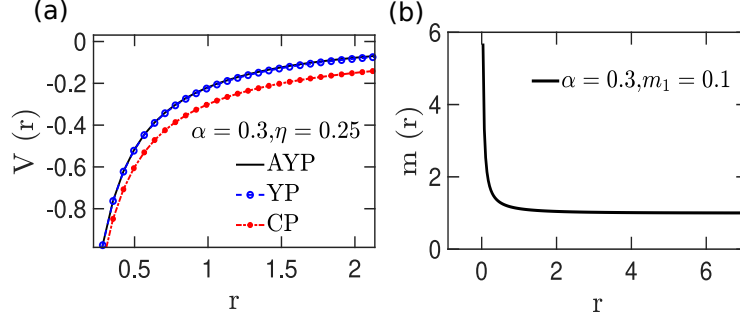 (a)
V (r)
0
-0.2
-0.4
-0.6
-0.8
α = 0.3,η = 0.25
AYP
YP
CP
0.5
1
1.5
2
r
(b)
m (r)
6
4
2
0
α = 0.3,m₁ = 0.1
0
2
4
6
r